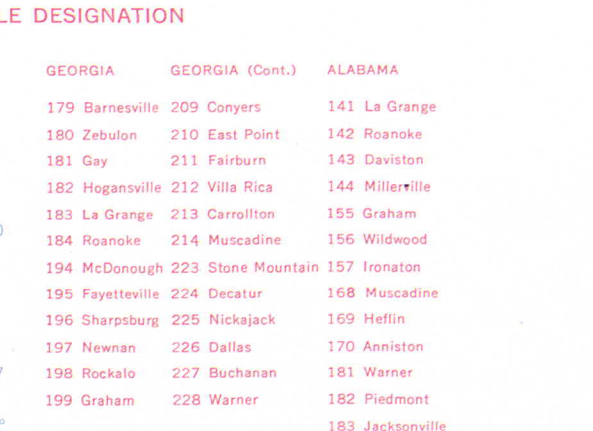 LE DESIGNATION
GEORGIA
179 Barnesville
180 Zebulon
181 Gay
182 Hogansville
183 La Grange
184 Roanoke
194 McDonough
195 Fayetteville
196 Sharpsburg
197 Newnan
198 Rockalo
199 Graham
GEORGIA (Cont.)
209 Conyers
210 East Point
211 Fairburn
212 Villa Rica
213 Carrollton
214 Muscadine
223 Stone Mountain
224 Decatur
225 Nickajack
226 Dallas
227 Buchanan
228 Warner
ALABAMA
141 La Grange
142 Roanoke
143 Daviston
144 Millerville
155 Graham
156 Wildwood
157 Ironaton
168 Muscadine
169 Heflin
170 Anniston
181 Warner
182 Piedmont
183 Jacksonville